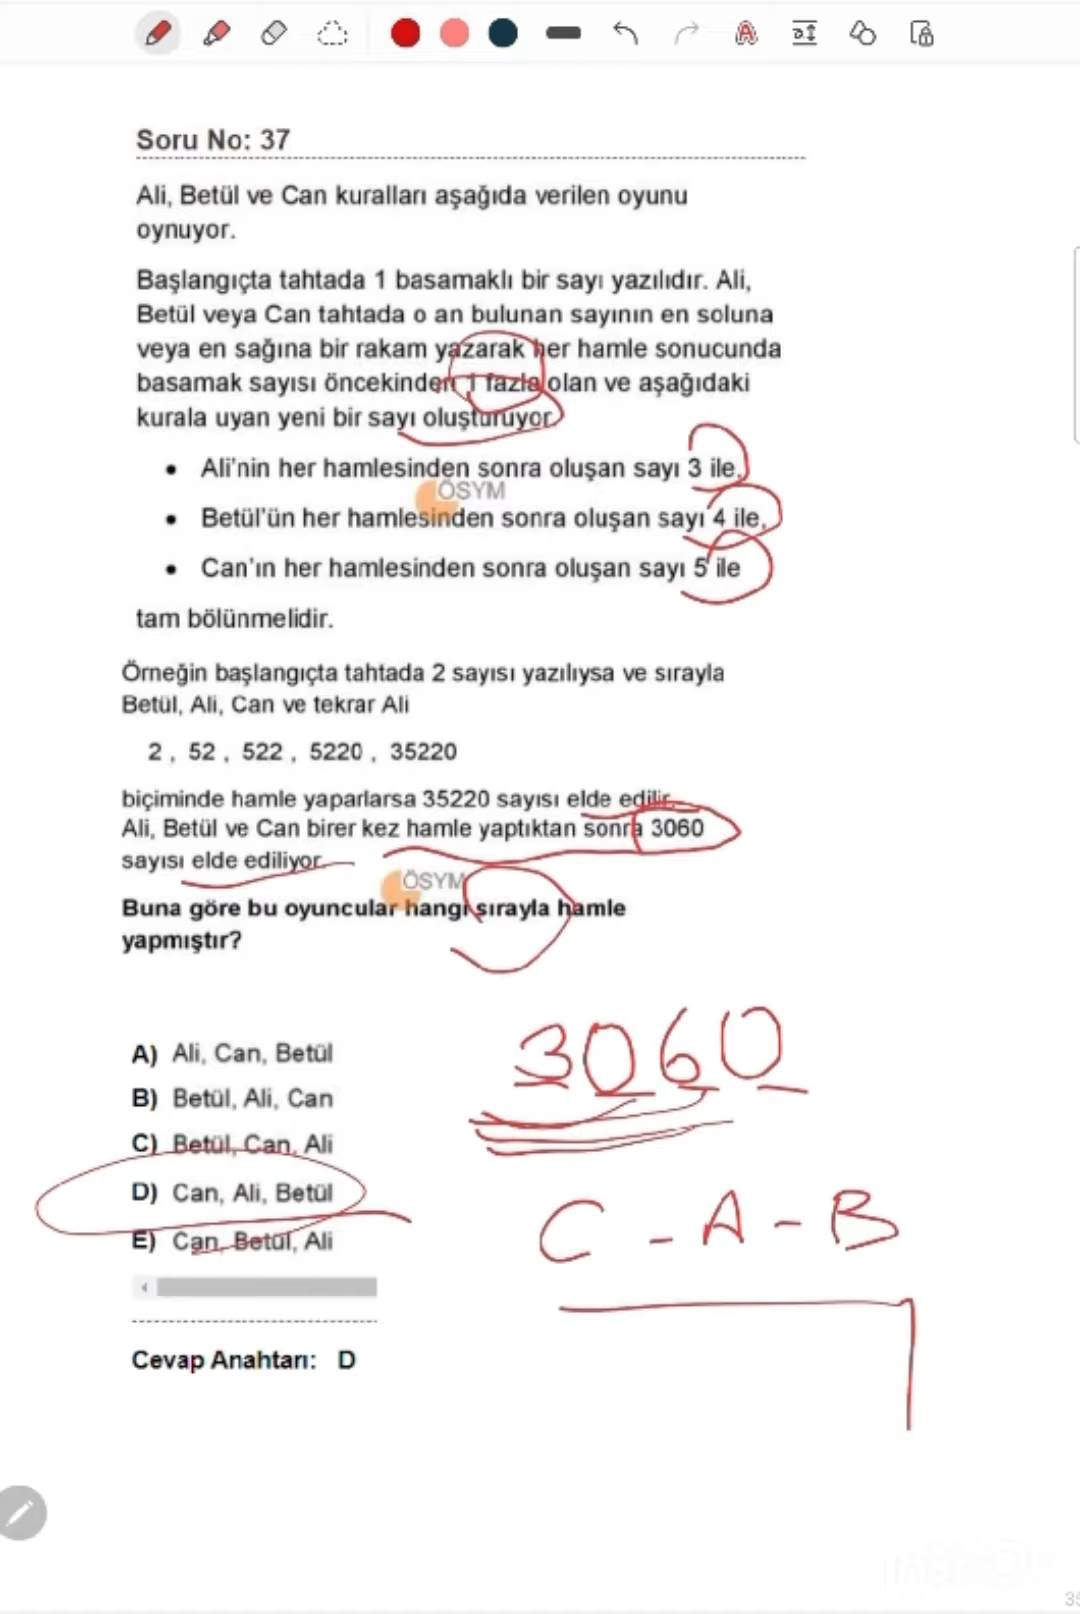 Soru No: 37
Ali, Betül ve Can kuralları aşağıda verilen oyunu
oynuyor.
Başlangıçta tahtada 1 basamaklı bir sayı yazılıdır. Ali,
Betül veya Can tahtada o an bulunan sayının en soluna
veya en sağına bir rakam yazarak her hamle sonucunda
basamak sayısı öncekinden 1 fazla olan ve aşağıdaki
kurala uyan yeni bir sayı oluşturuyor.
• Ali'nin her hamlesinden sonra oluşan sayı 3 ile,
ÖSYM
• Betül'ün her hamlesinden sonra oluşan sayı 4 ile,
• Can'ın her hamlesinden sonra oluşan sayı 5 ile
tam bölünmelidir.
Örneğin başlangıçta tahtada 2 sayısı yazılıysa ve sırayla
Betül, Ali, Can ve tekrar Ali
2 , 52 , 522 , 5220 , 35220
biçiminde hamle yaparlarsa 35220 sayısı elde edilir.
Ali, Betül ve Can birer kez hamle yaptıktan sonra 3060
sayısı elde ediliyor.
ÖSYM
Buna göre bu oyuncular hangi sırayla hamle
yapmıştır?
3060
A) Ali, Can, Betül
B) Betül, Ali, Can
C) Betül, Can, Ali
D) Can, Ali, Betül
C - A - B
E) Can, Betül, Ali
Cevap Anahtarı: D